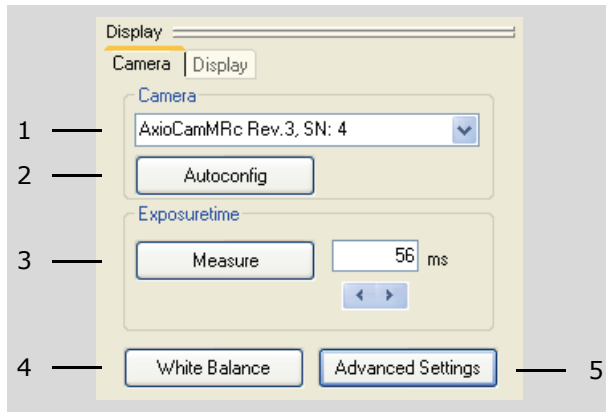 Display
Camera Display
Camera
1 AxioCamMRc Rev.3, SN: 4
2 Autoconfig
Exposuretime
3 Measure 56 ms
4 White Balance Advanced Settings 5